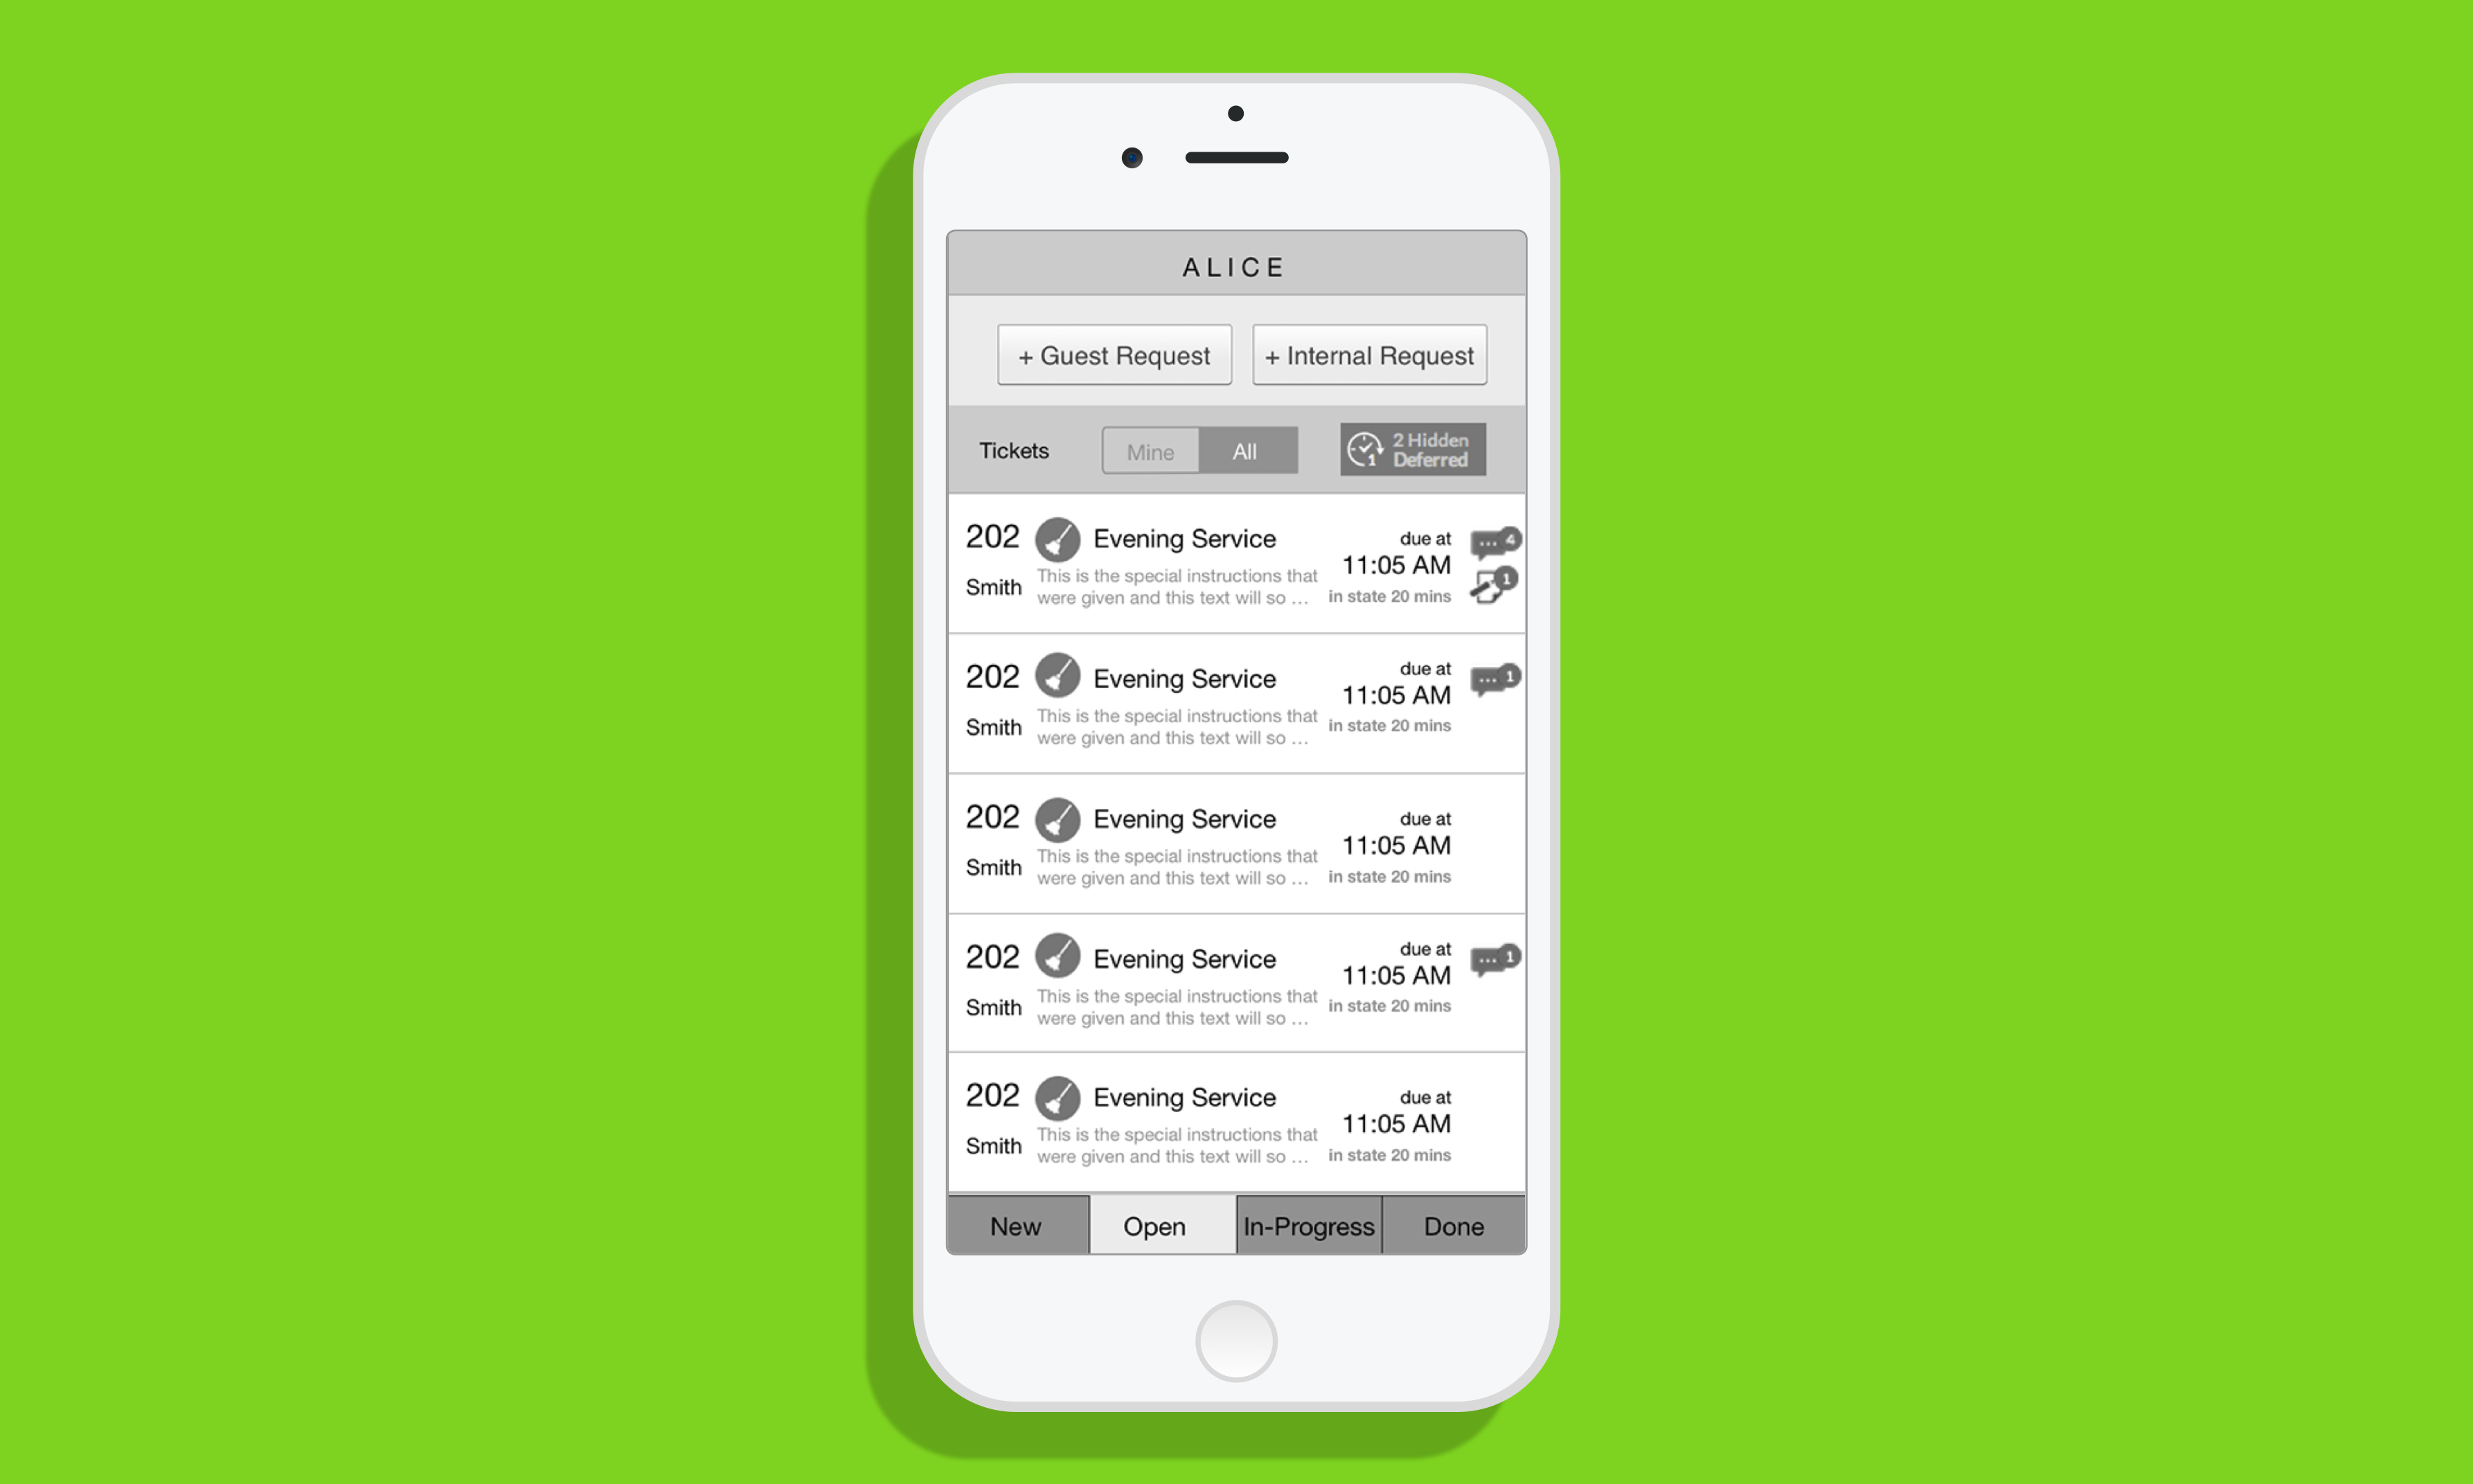 ALICE
+ Guest Request
+ Internal Request
Tickets
Mine
All
2 Hidden
Deferred
1
202
Evening Service
due at
4
11:05 AM
Smith
This is the special instructions that
were given and this text will so ...
in state 20 mins
1
202
Evening Service
due at
1
11:05 AM
Smith
This is the special instructions that
were given and this text will so ...
in state 20 mins
202
Evening Service
due at
11:05 AM
Smith
This is the special instructions that
were given and this text will so ...
in state 20 mins
202
Evening Service
due at
1
11:05 AM
Smith
This is the special instructions that
were given and this text will so ...
in state 20 mins
202
Evening Service
due at
11:05 AM
Smith
This is the special instructions that
were given and this text will so ...
in state 20 mins
New
Open
In-Progress
Done